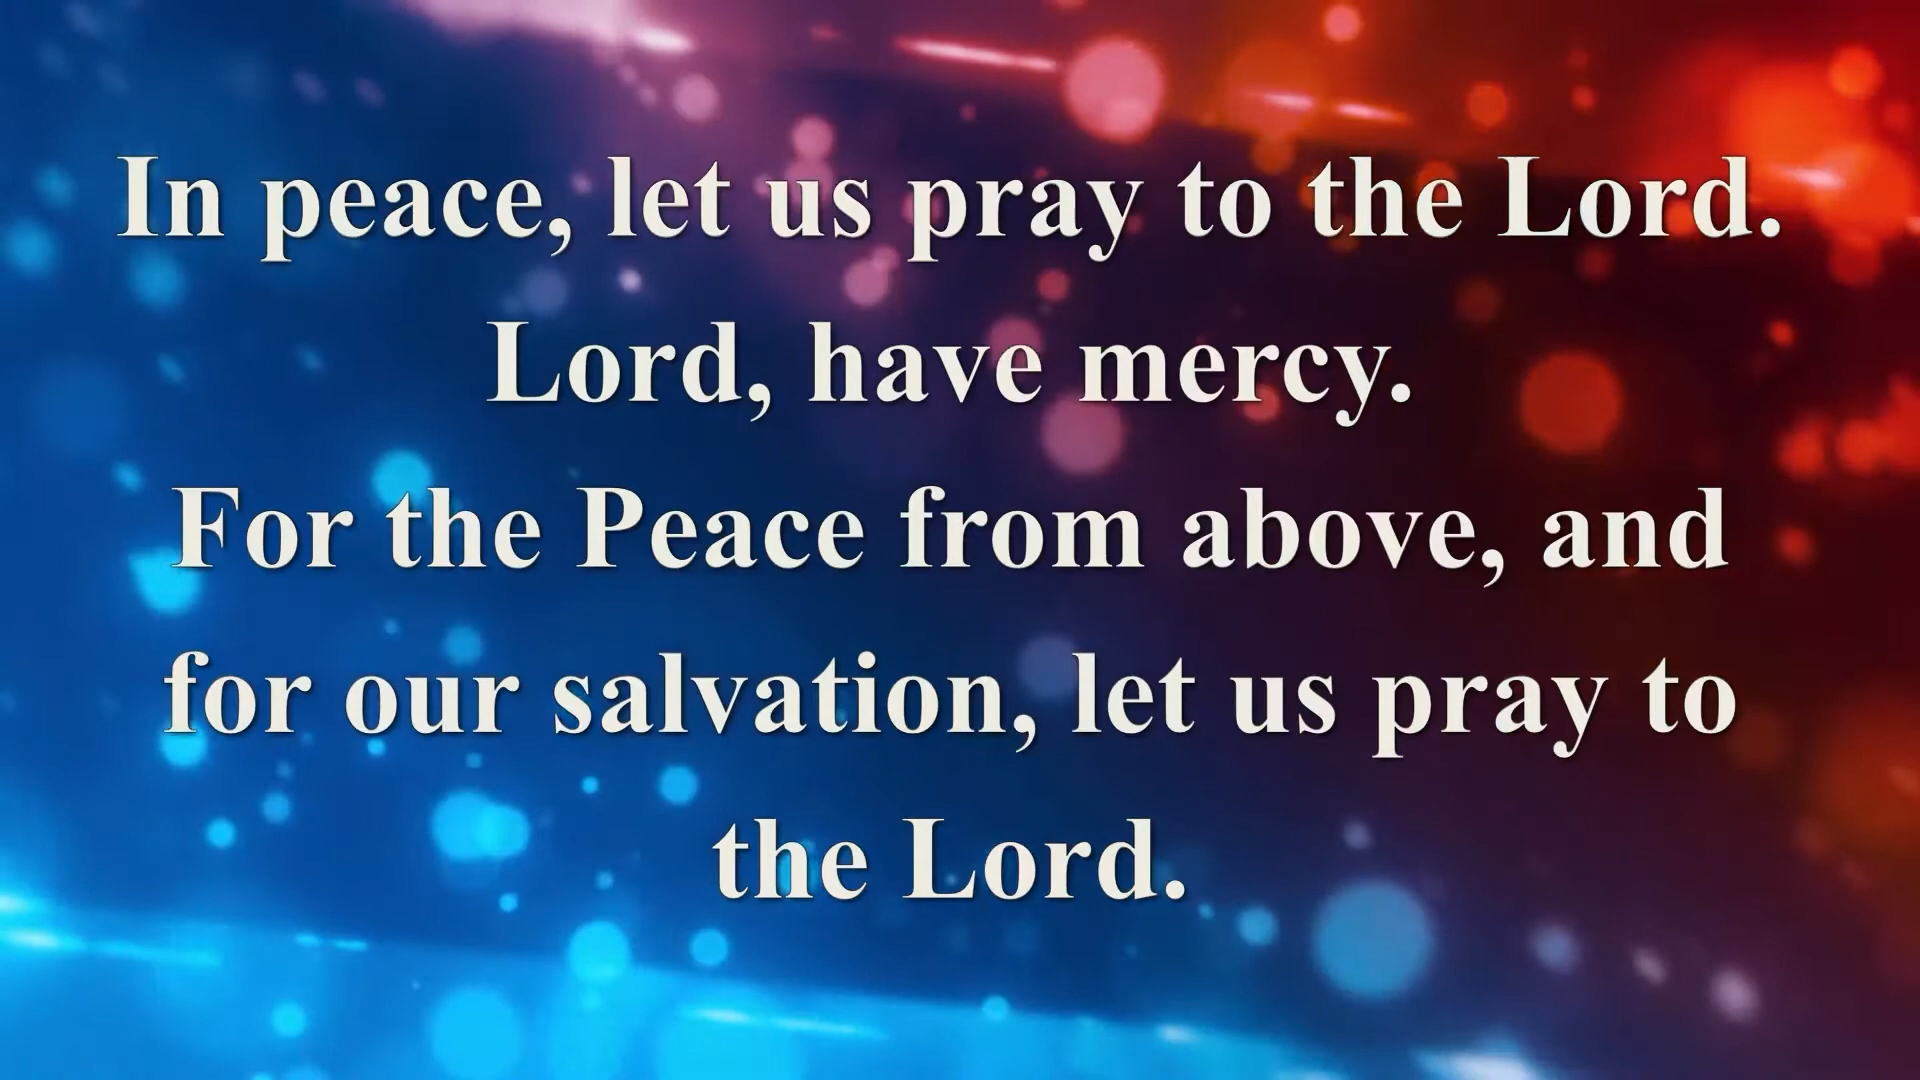 In peace, let us pray to the Lord.
Lord, have mercy.
For the Peace from above, and
for our salvation, let us pray to
the Lord.